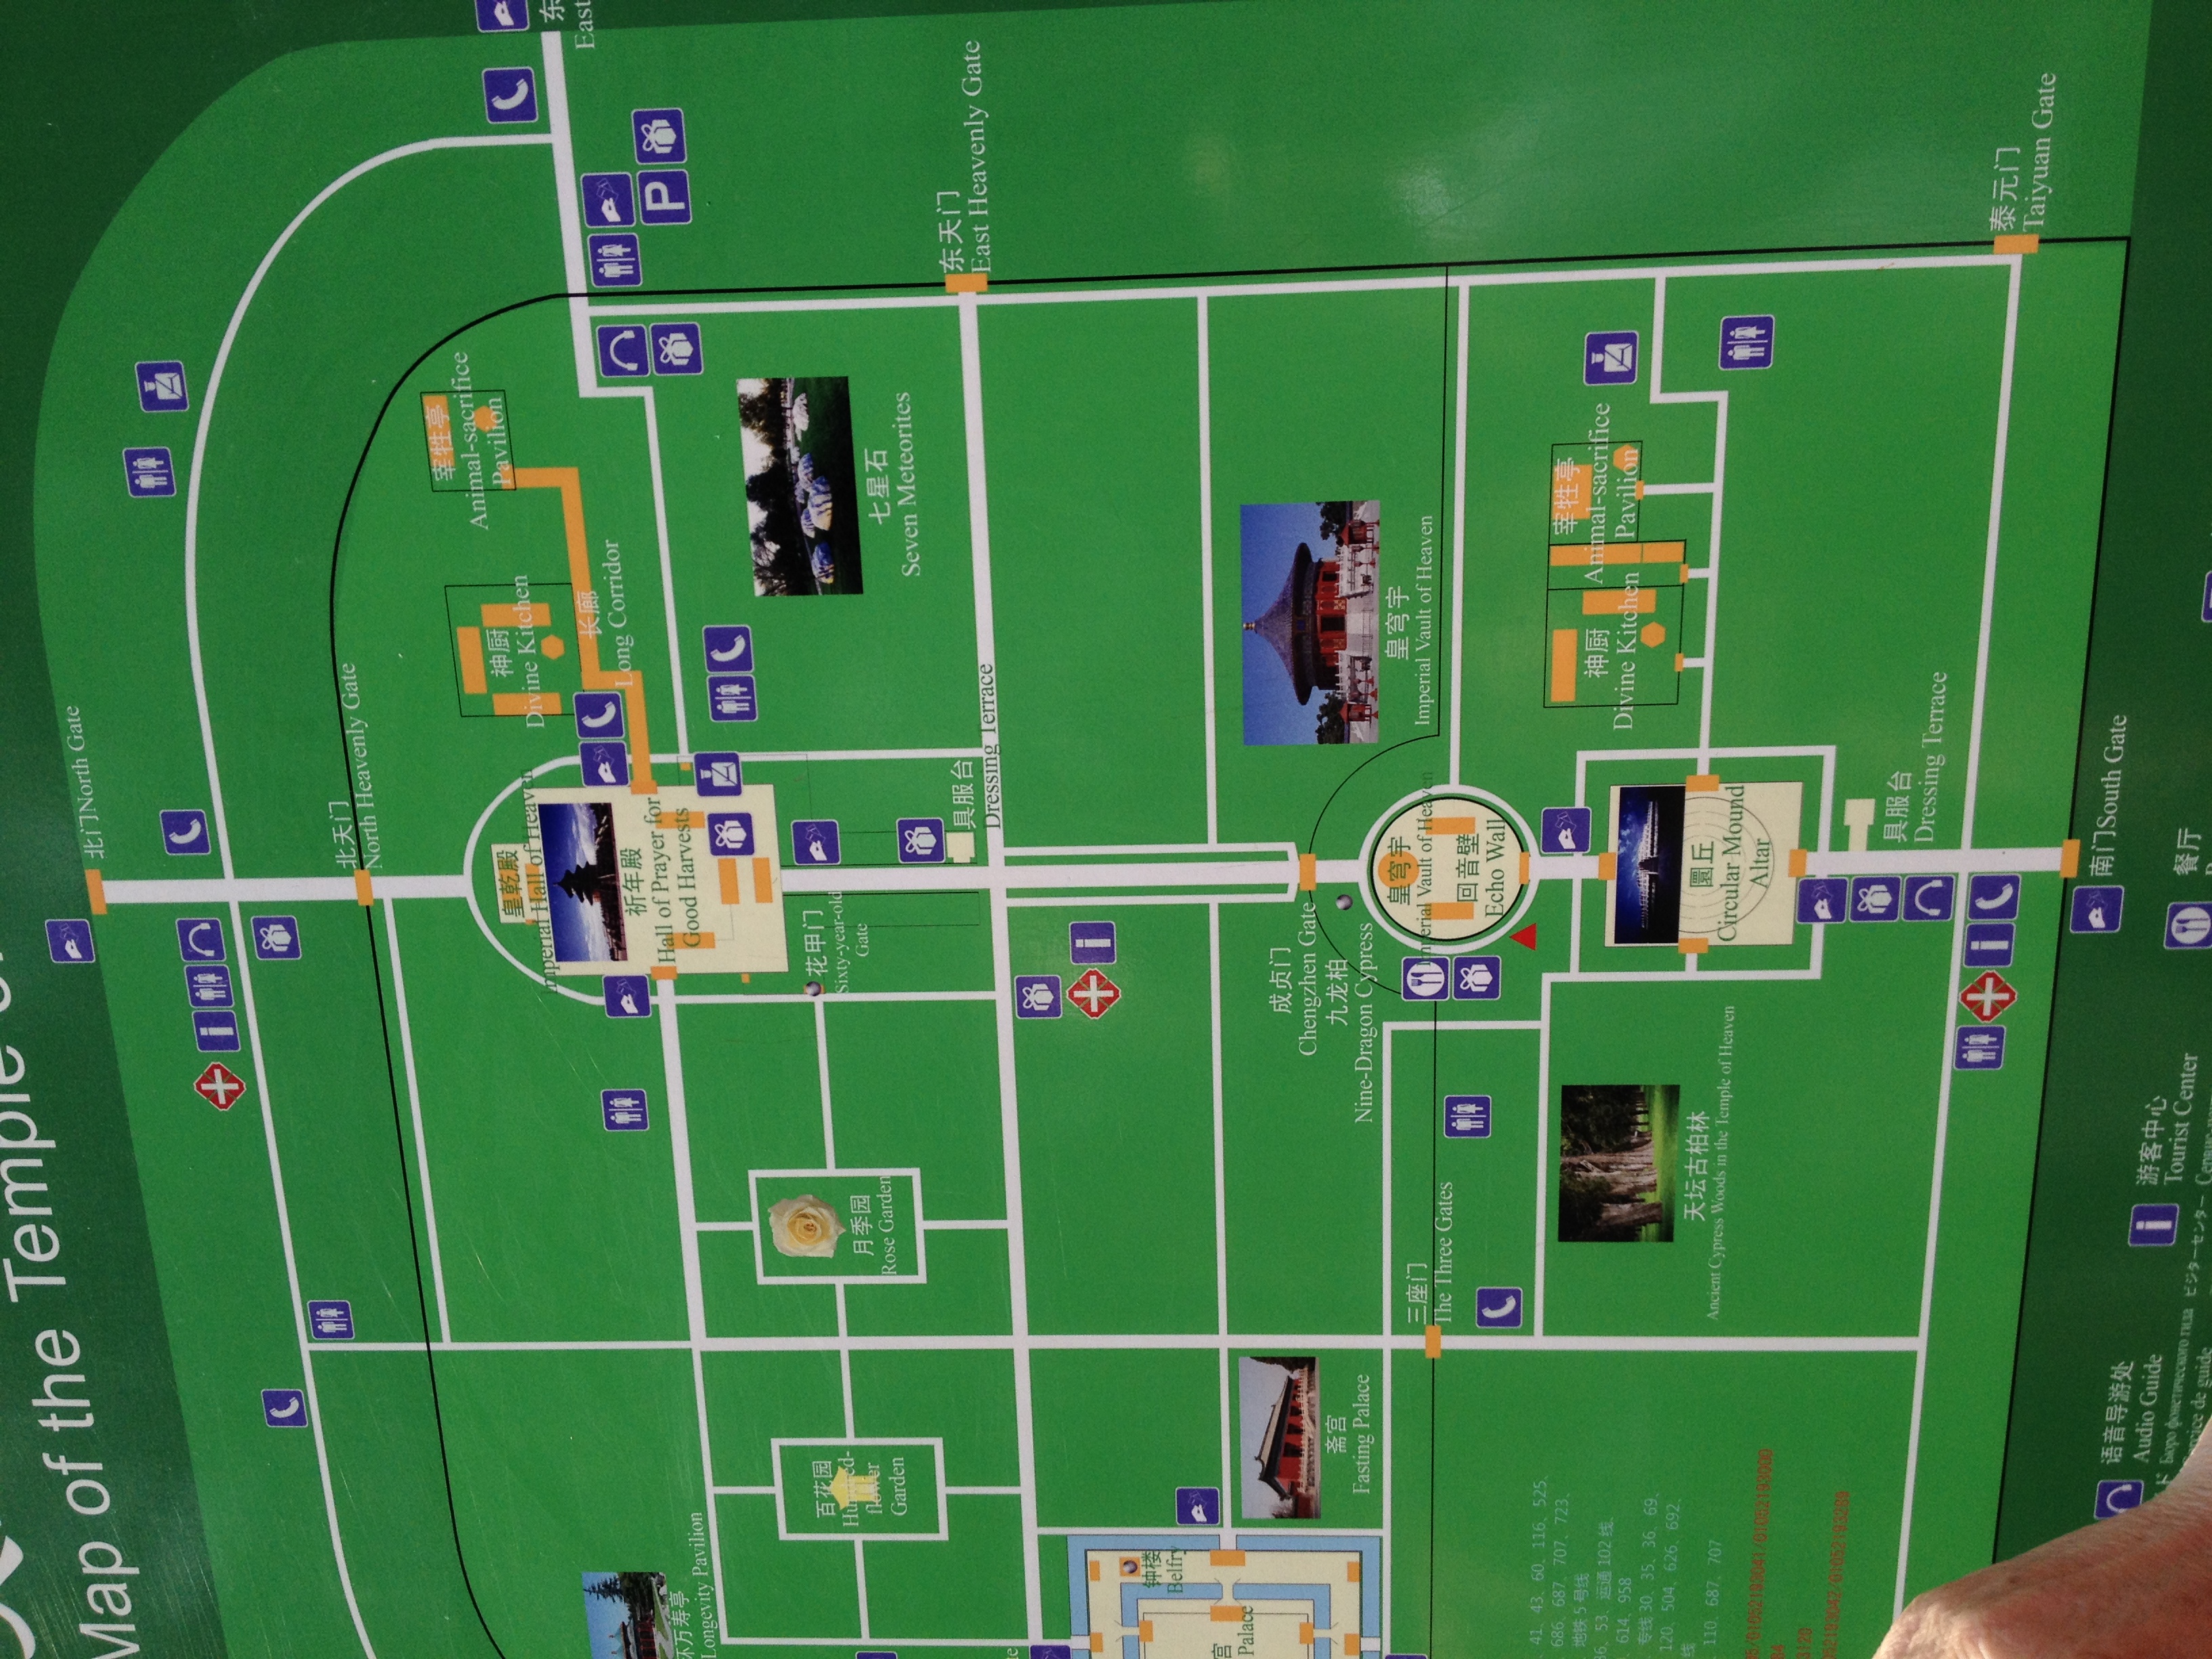 Map of the Temple
北门North Gate
北天门
North Heavenly Gate
宰牲亭
Animal-sacrifice
Pavilion
神厨
Divine Kitchen
皇乾殿
Imperial Hall of Heaven
长廊
Long Corridor
祈年殿
Hall of Prayer for
Good Harvests
东
East
P
万寿亭
Longevity Pavilion
百花园
Hundred-
flower
Garden
月季园
Rose Garden
花甲门
Sixty-year-old
Gate
七星石
Seven Meteorites
具服台
Dressing Terrace
东天门
East Heavenly Gate
钟楼
Belfry
宫
Palace
斋宫
Fasting Palace
成贞门
Chengzhen Gate
九龙柏
Nine-Dragon Cypress
皇穹宇
Imperial Vault of Heaven
回音壁
Echo Wall
皇穹宇
Imperial Vault of Heaven
三座门
The Three Gates
41、43、60、116、525、
686、687、707、723、
地铁5号线
36、53、运通102线、
614、958
专线30、35、36、69、
120、504、626、692、
线
110、687、707
/01052193041/01052193000
3120
052193042/01052193289
天坛古柏林
Ancient Cypress Woods in the Temple of Heaven
神厨
Divine Kitchen
宰牲亭
Animal-sacrifice
Pavilion
圜丘
Circular Mound
Altar
具服台
Dressing Terrace
泰元门
Taiyuan Gate
南门South Gate
语音导游处
Audio Guide
Бюро фонетического гида
service de guide
游客中心
Tourist Center
ビジターセンター
餐厅